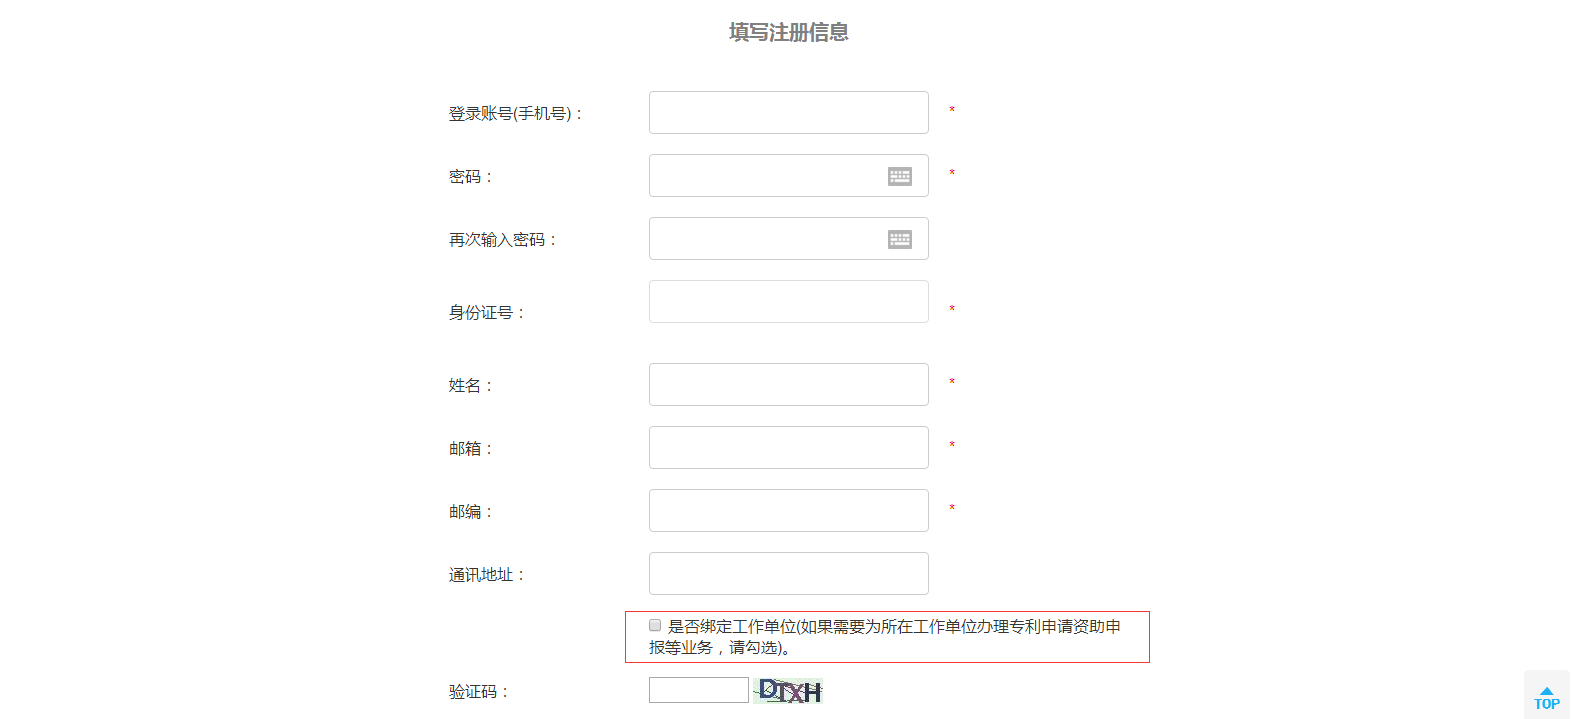 填写注册信息
登录账号(手机号)： *
密码： *
再次输入密码：
身份证号： *
姓名： *
邮箱： *
邮编： *
通讯地址：
是否绑定工作单位(如果需要为所在工作单位办理专利申请资助申
报等业务，请勾选)。
验证码： DTXH
TOP